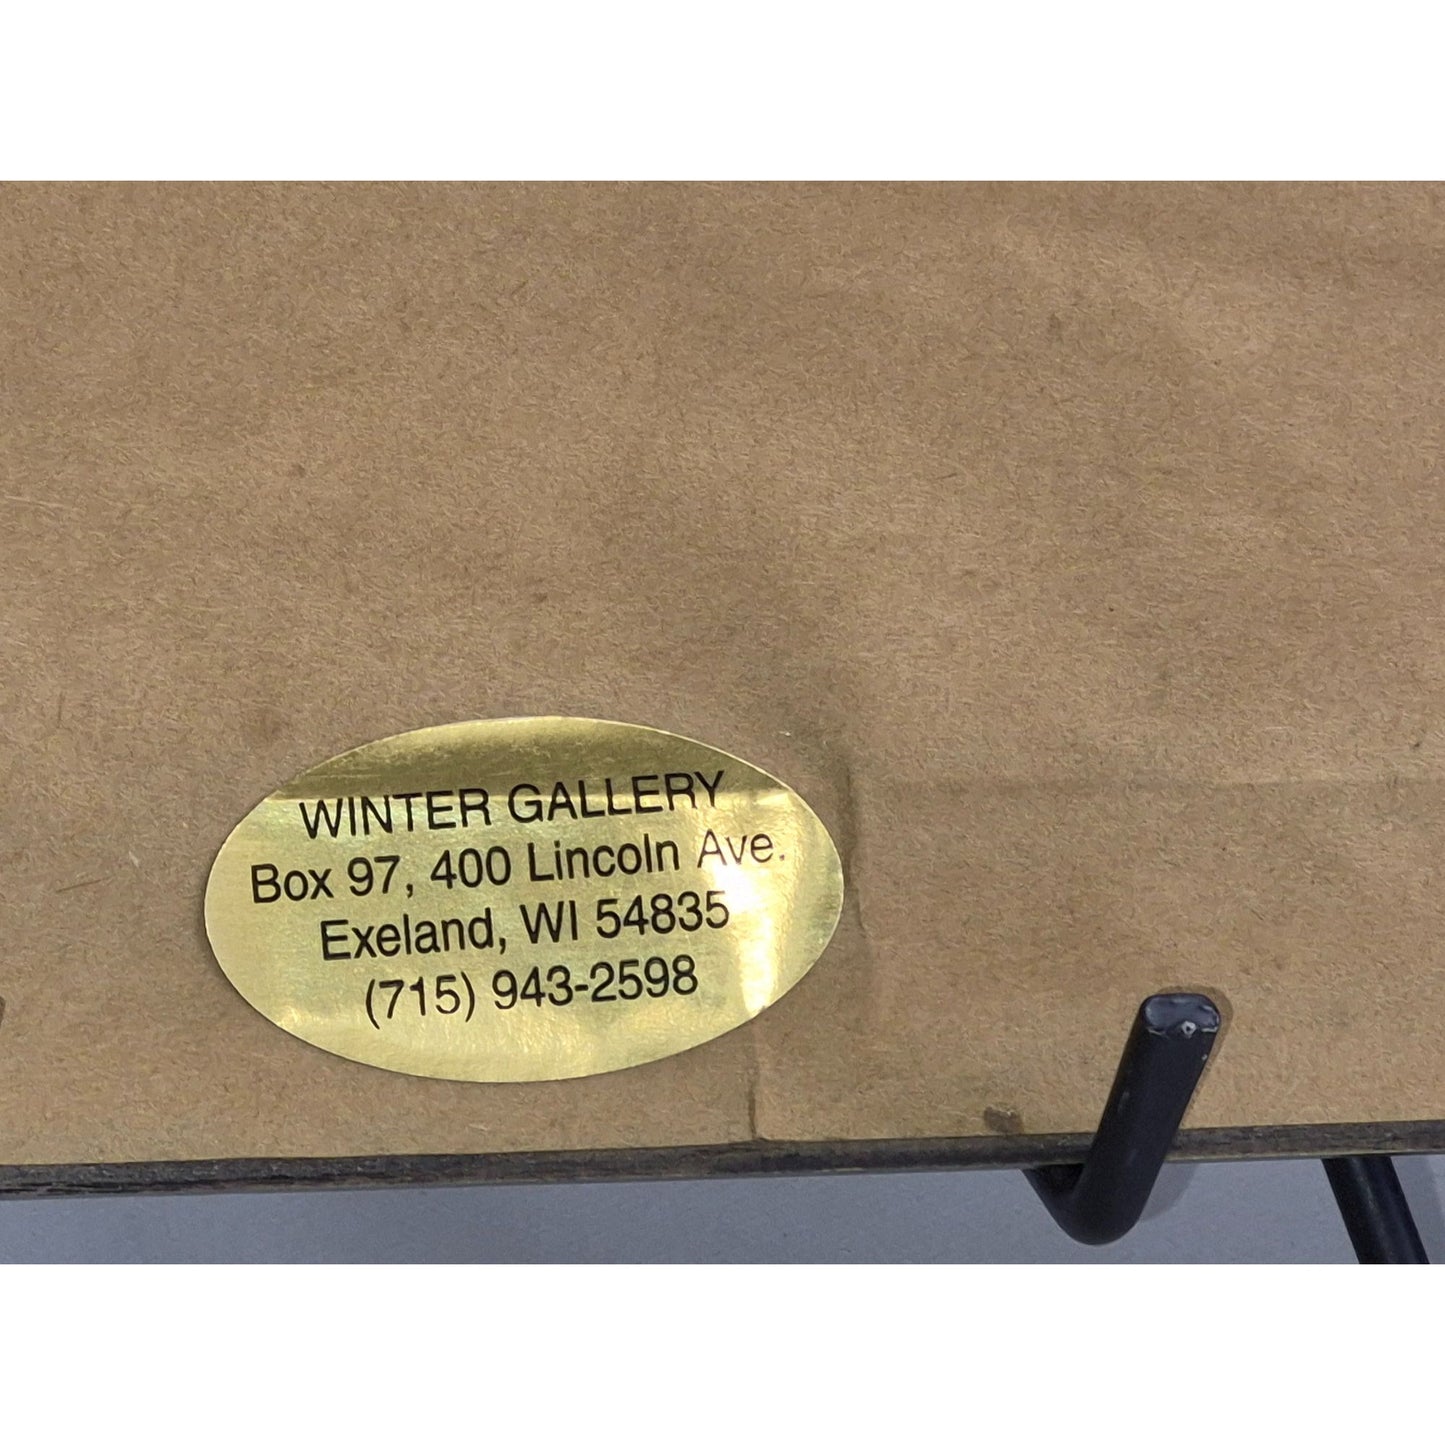 WINTER GALLERY
Box 97, 400 Lincoln Ave.
Exeland, WI 54835
(715) 943-2598